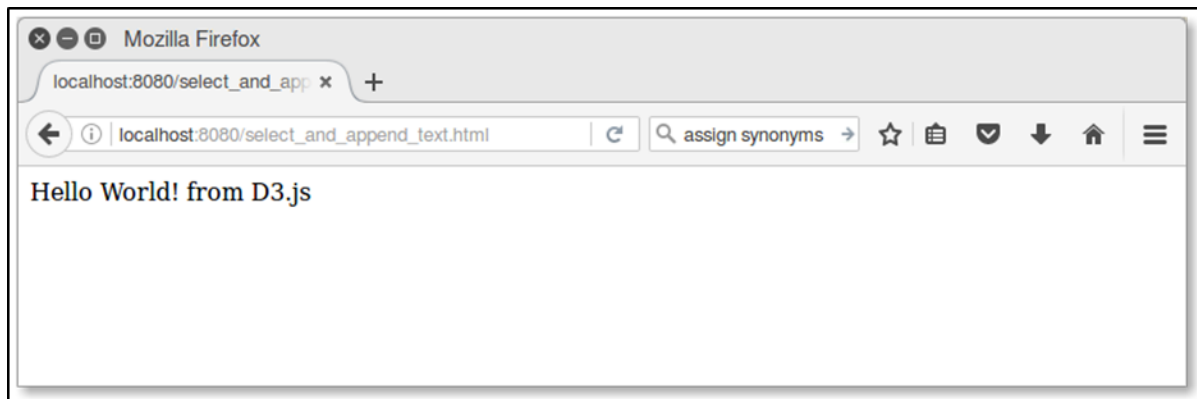 Mozilla Firefox
localhost:8080/select_and_app
localhost:8080/select_and_append_text.html
assign synonyms
Hello World! from D3.js